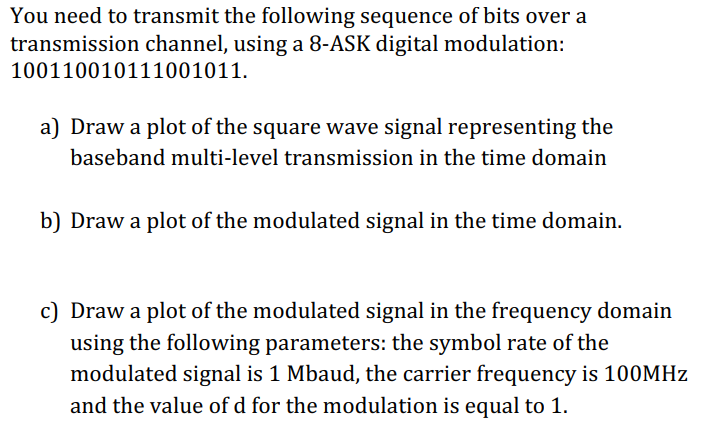 You need to transmit the following sequence of bits over a
transmission channel, using a 8-ASK digital modulation:
100110010111001011.
a) Draw a plot of the square wave signal representing the
baseband multi-level transmission in the time domain
b) Draw a plot of the modulated signal in the time domain.
c) Draw a plot of the modulated signal in the frequency domain
using the following parameters: the symbol rate of the
modulated signal is 1 Mbaud, the carrier frequency is 100MHz
and the value of d for the modulation is equal to 1.